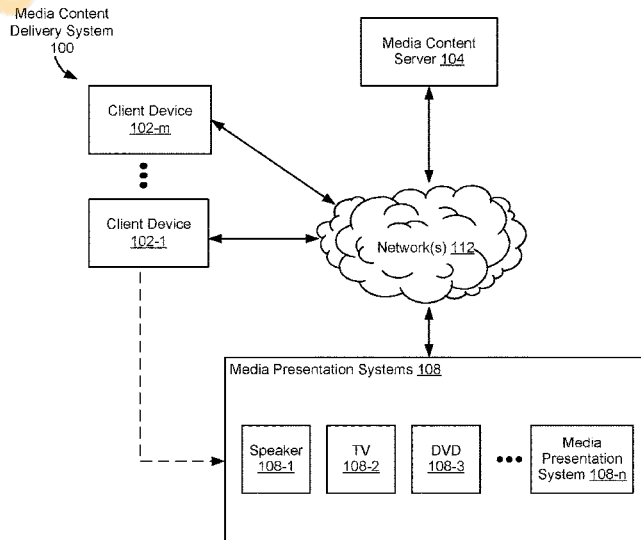 Media Content
Delivery System
100
Media Content
Server 104
Client Device
102-m
Client Device
102-1
Network(s) 112
Media Presentation Systems 108
Speaker
108-1
TV
108-2
DVD
108-3
Media
Presentation
System 108-n